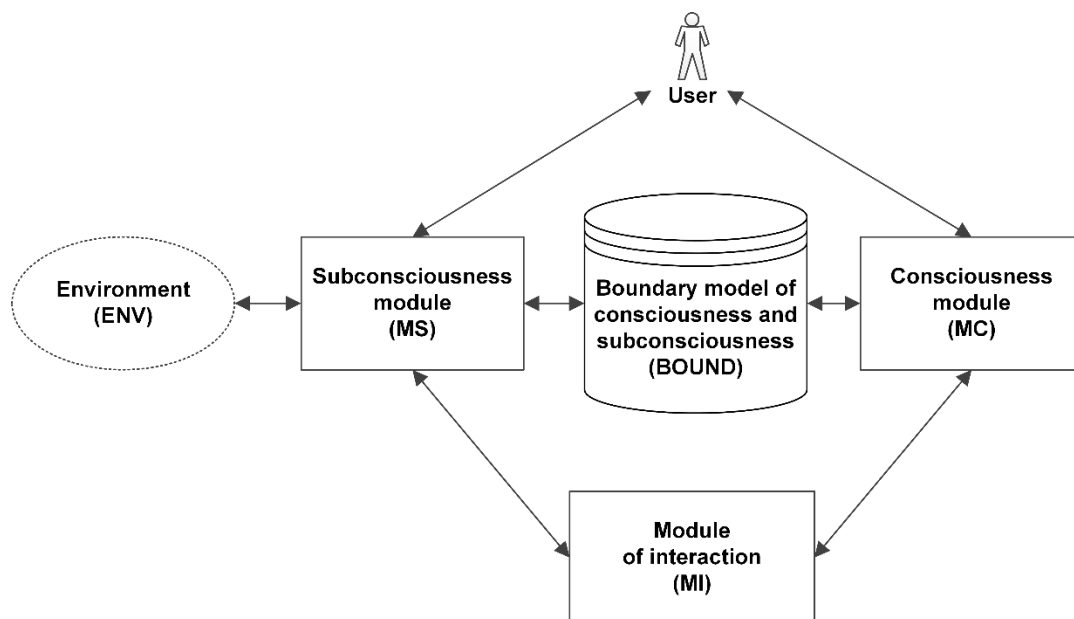 User
Environment
(ENV)
Subconsciousness
module
(MS)
Boundary model of
consciousness and
subconsciousness
(BOUND)
Consciousness
module
(MC)
Module
of interaction
(MI)